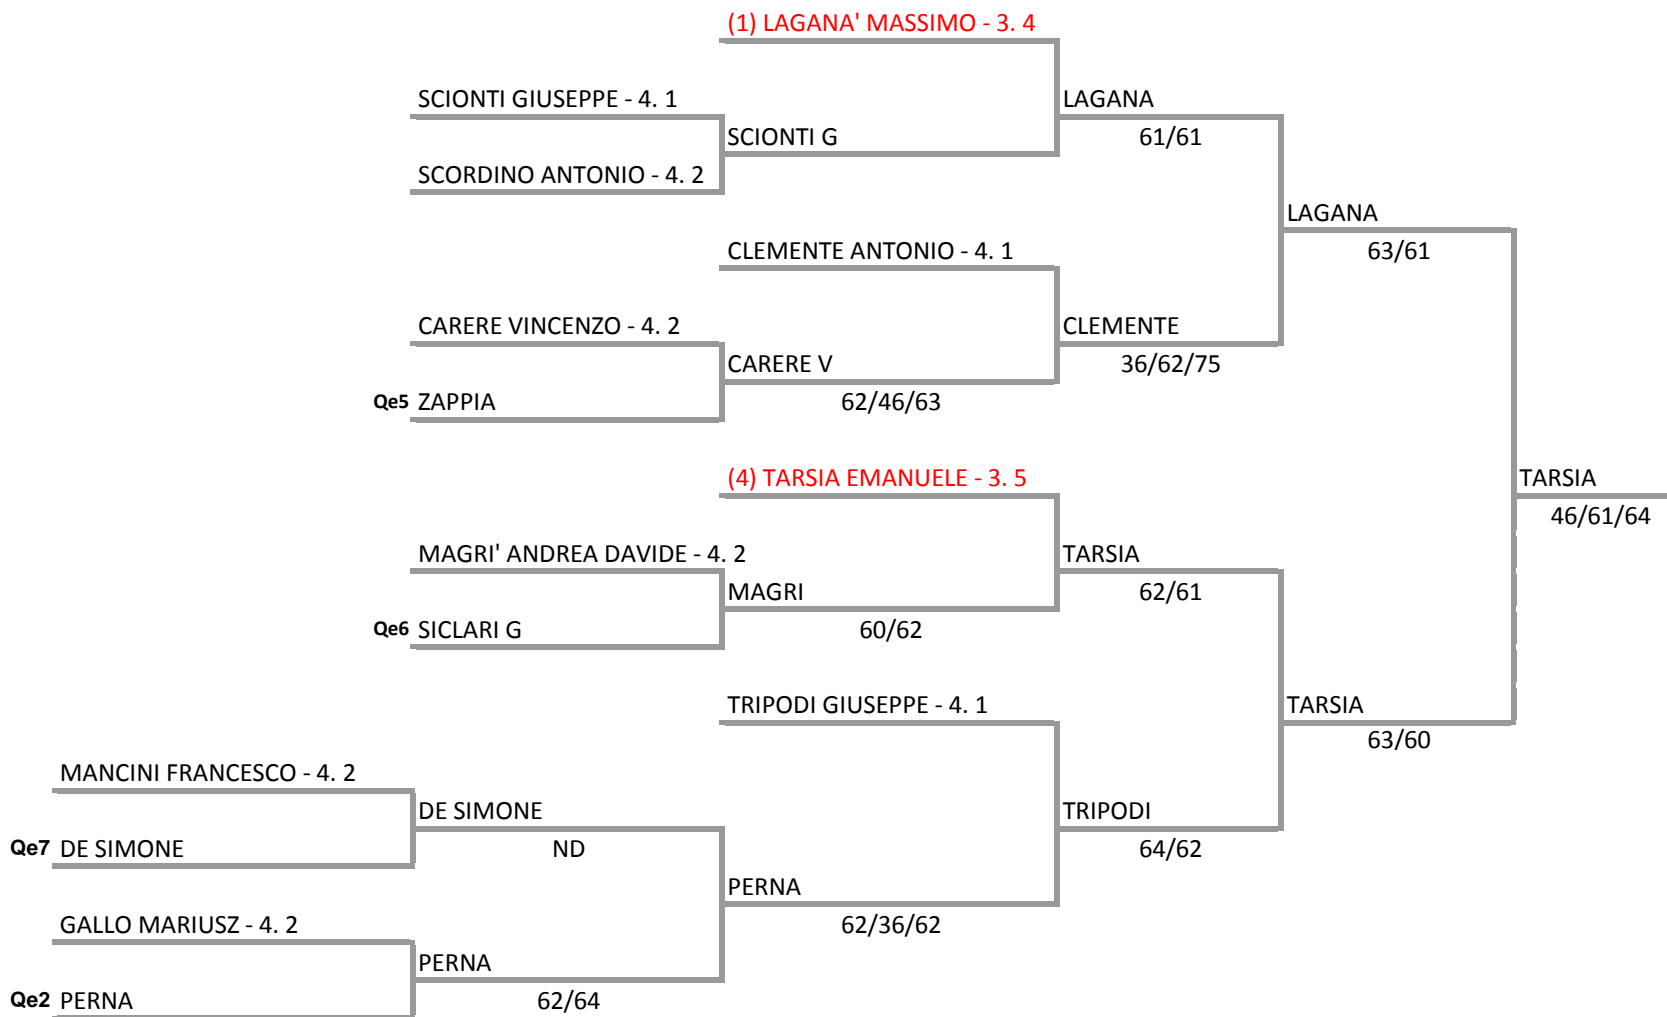 (1) LAGANA' MASSIMO - 3. 4
SCIONTI GIUSEPPE - 4. 1
LAGANA
SCIONTI G
61/61
SCORDINO ANTONIO - 4. 2
LAGANA
CLEMENTE ANTONIO - 4. 1
63/61
CARERE VINCENZO - 4. 2
CLEMENTE
CARERE V
36/62/75
Qe5 ZAPPIA
62/46/63
(4) TARSIA EMANUELE - 3. 5
TARSIA
46/61/64
MAGRI' ANDREA DAVIDE - 4. 2
TARSIA
MAGRI
62/61
Qe6 SICLARI G
60/62
TRIPODI GIUSEPPE - 4. 1
TARSIA
63/60
MANCINI FRANCESCO - 4. 2
DE SIMONE
TRIPODI
Qe7 DE SIMONE
ND
64/62
PERNA
GALLO MARIUSZ - 4. 2
62/36/62
PERNA
Qe2 PERNA
62/64